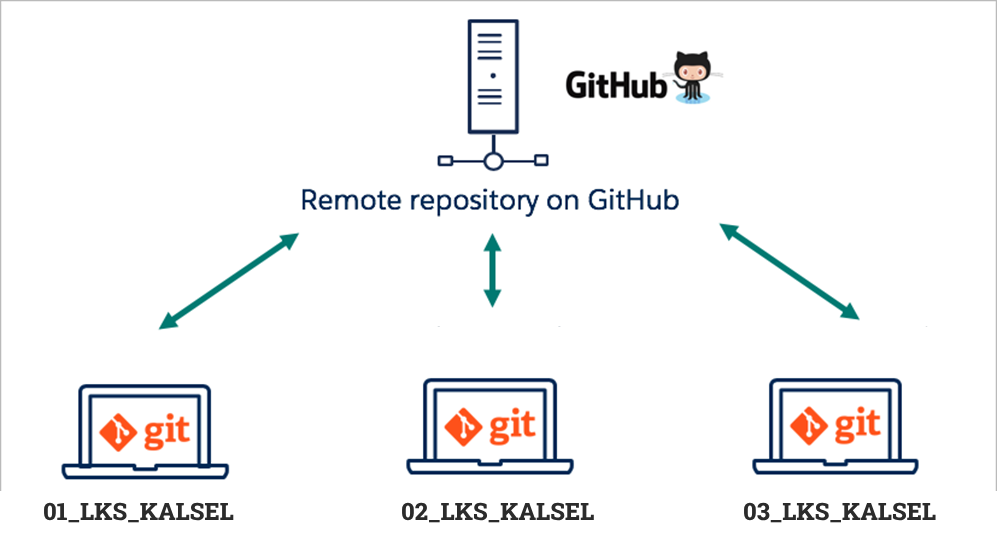 GitHub
Remote repository on GitHub
git
git
git
01_LKS_KALSEL
02_LKS_KALSEL
03_LKS_KALSEL